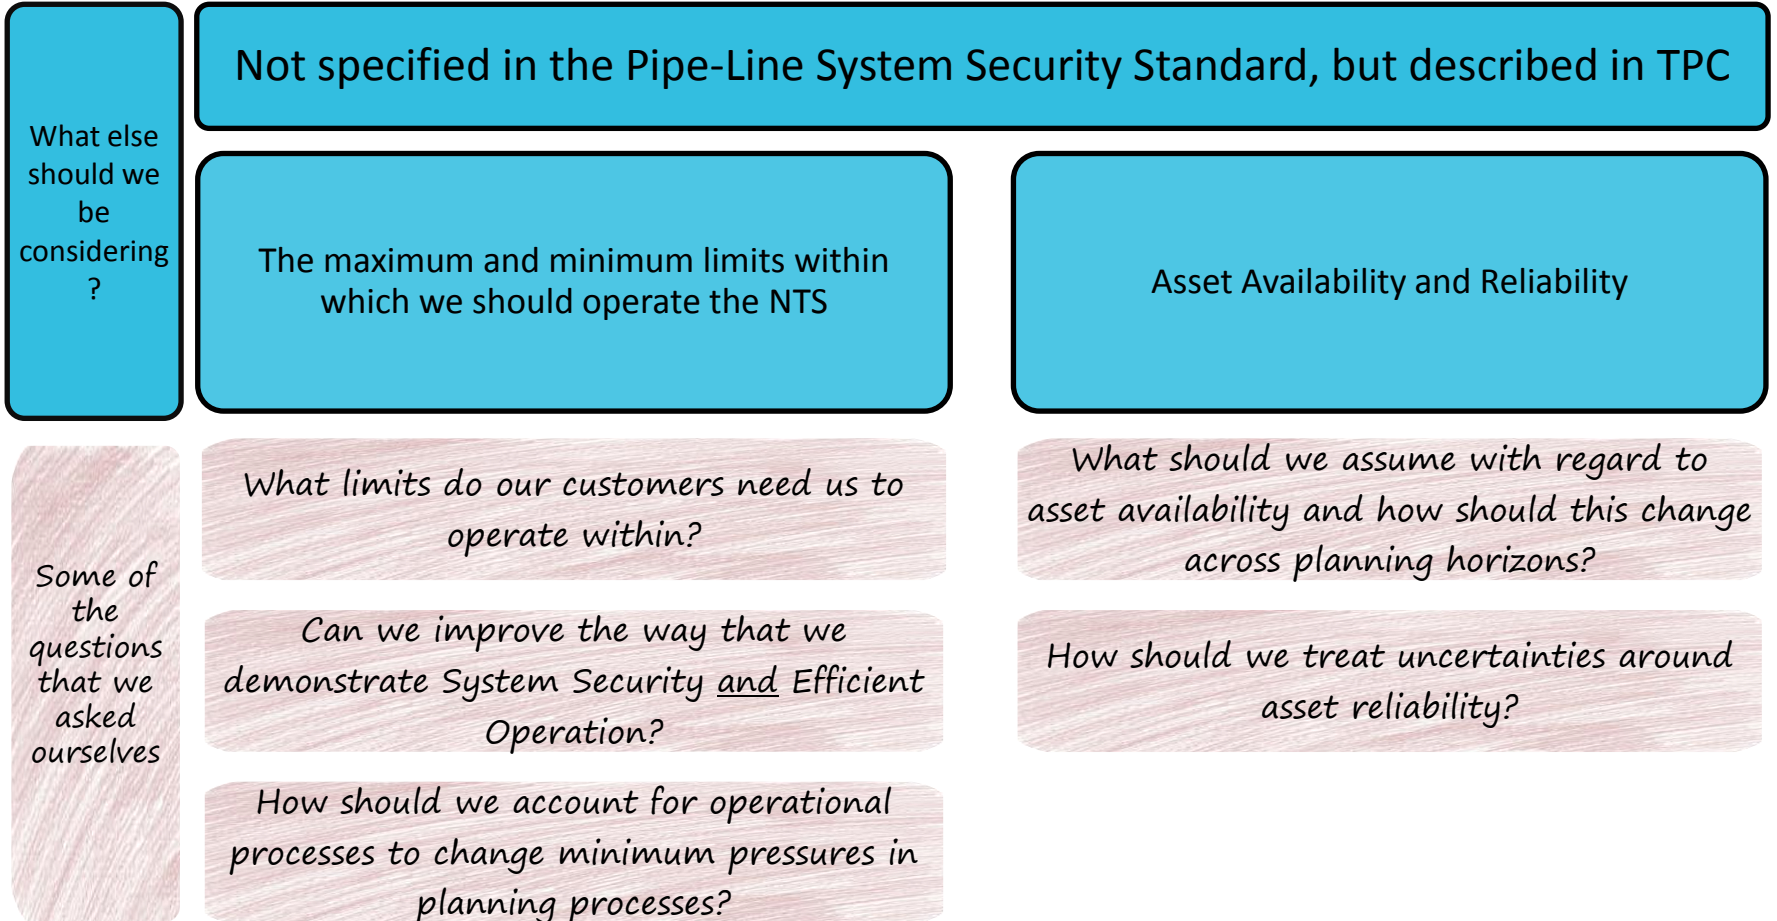 What else
should we
be
considering
?
Not specified in the Pipe-Line System Security Standard, but described in TPC
The maximum and minimum limits within
which we should operate the NTS
Asset Availability and Reliability
Some of
the
questions
that we
asked
ourselves
What limits do our customers need us to
operate within?
Can we improve the way that we
demonstrate System Security and Efficient
Operation?
How should we account for operational
processes to change minimum pressures in
planning processes?
What should we assume with regard to
asset availability and how should this change
across planning horizons?
How should we treat uncertainties around
asset reliability?